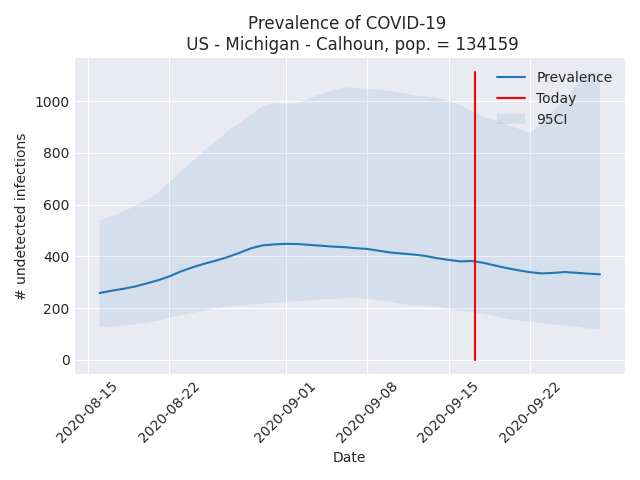 Prevalence of COVID-19
US - Michigan - Calhoun, pop. = 134159
Prevalence
Today
95CI
# undetected infections
1000
800
600
400
200
0
2020-08-15
2020-08-22
2020-09-01
2020-09-08
2020-09-15
2020-09-22
Date